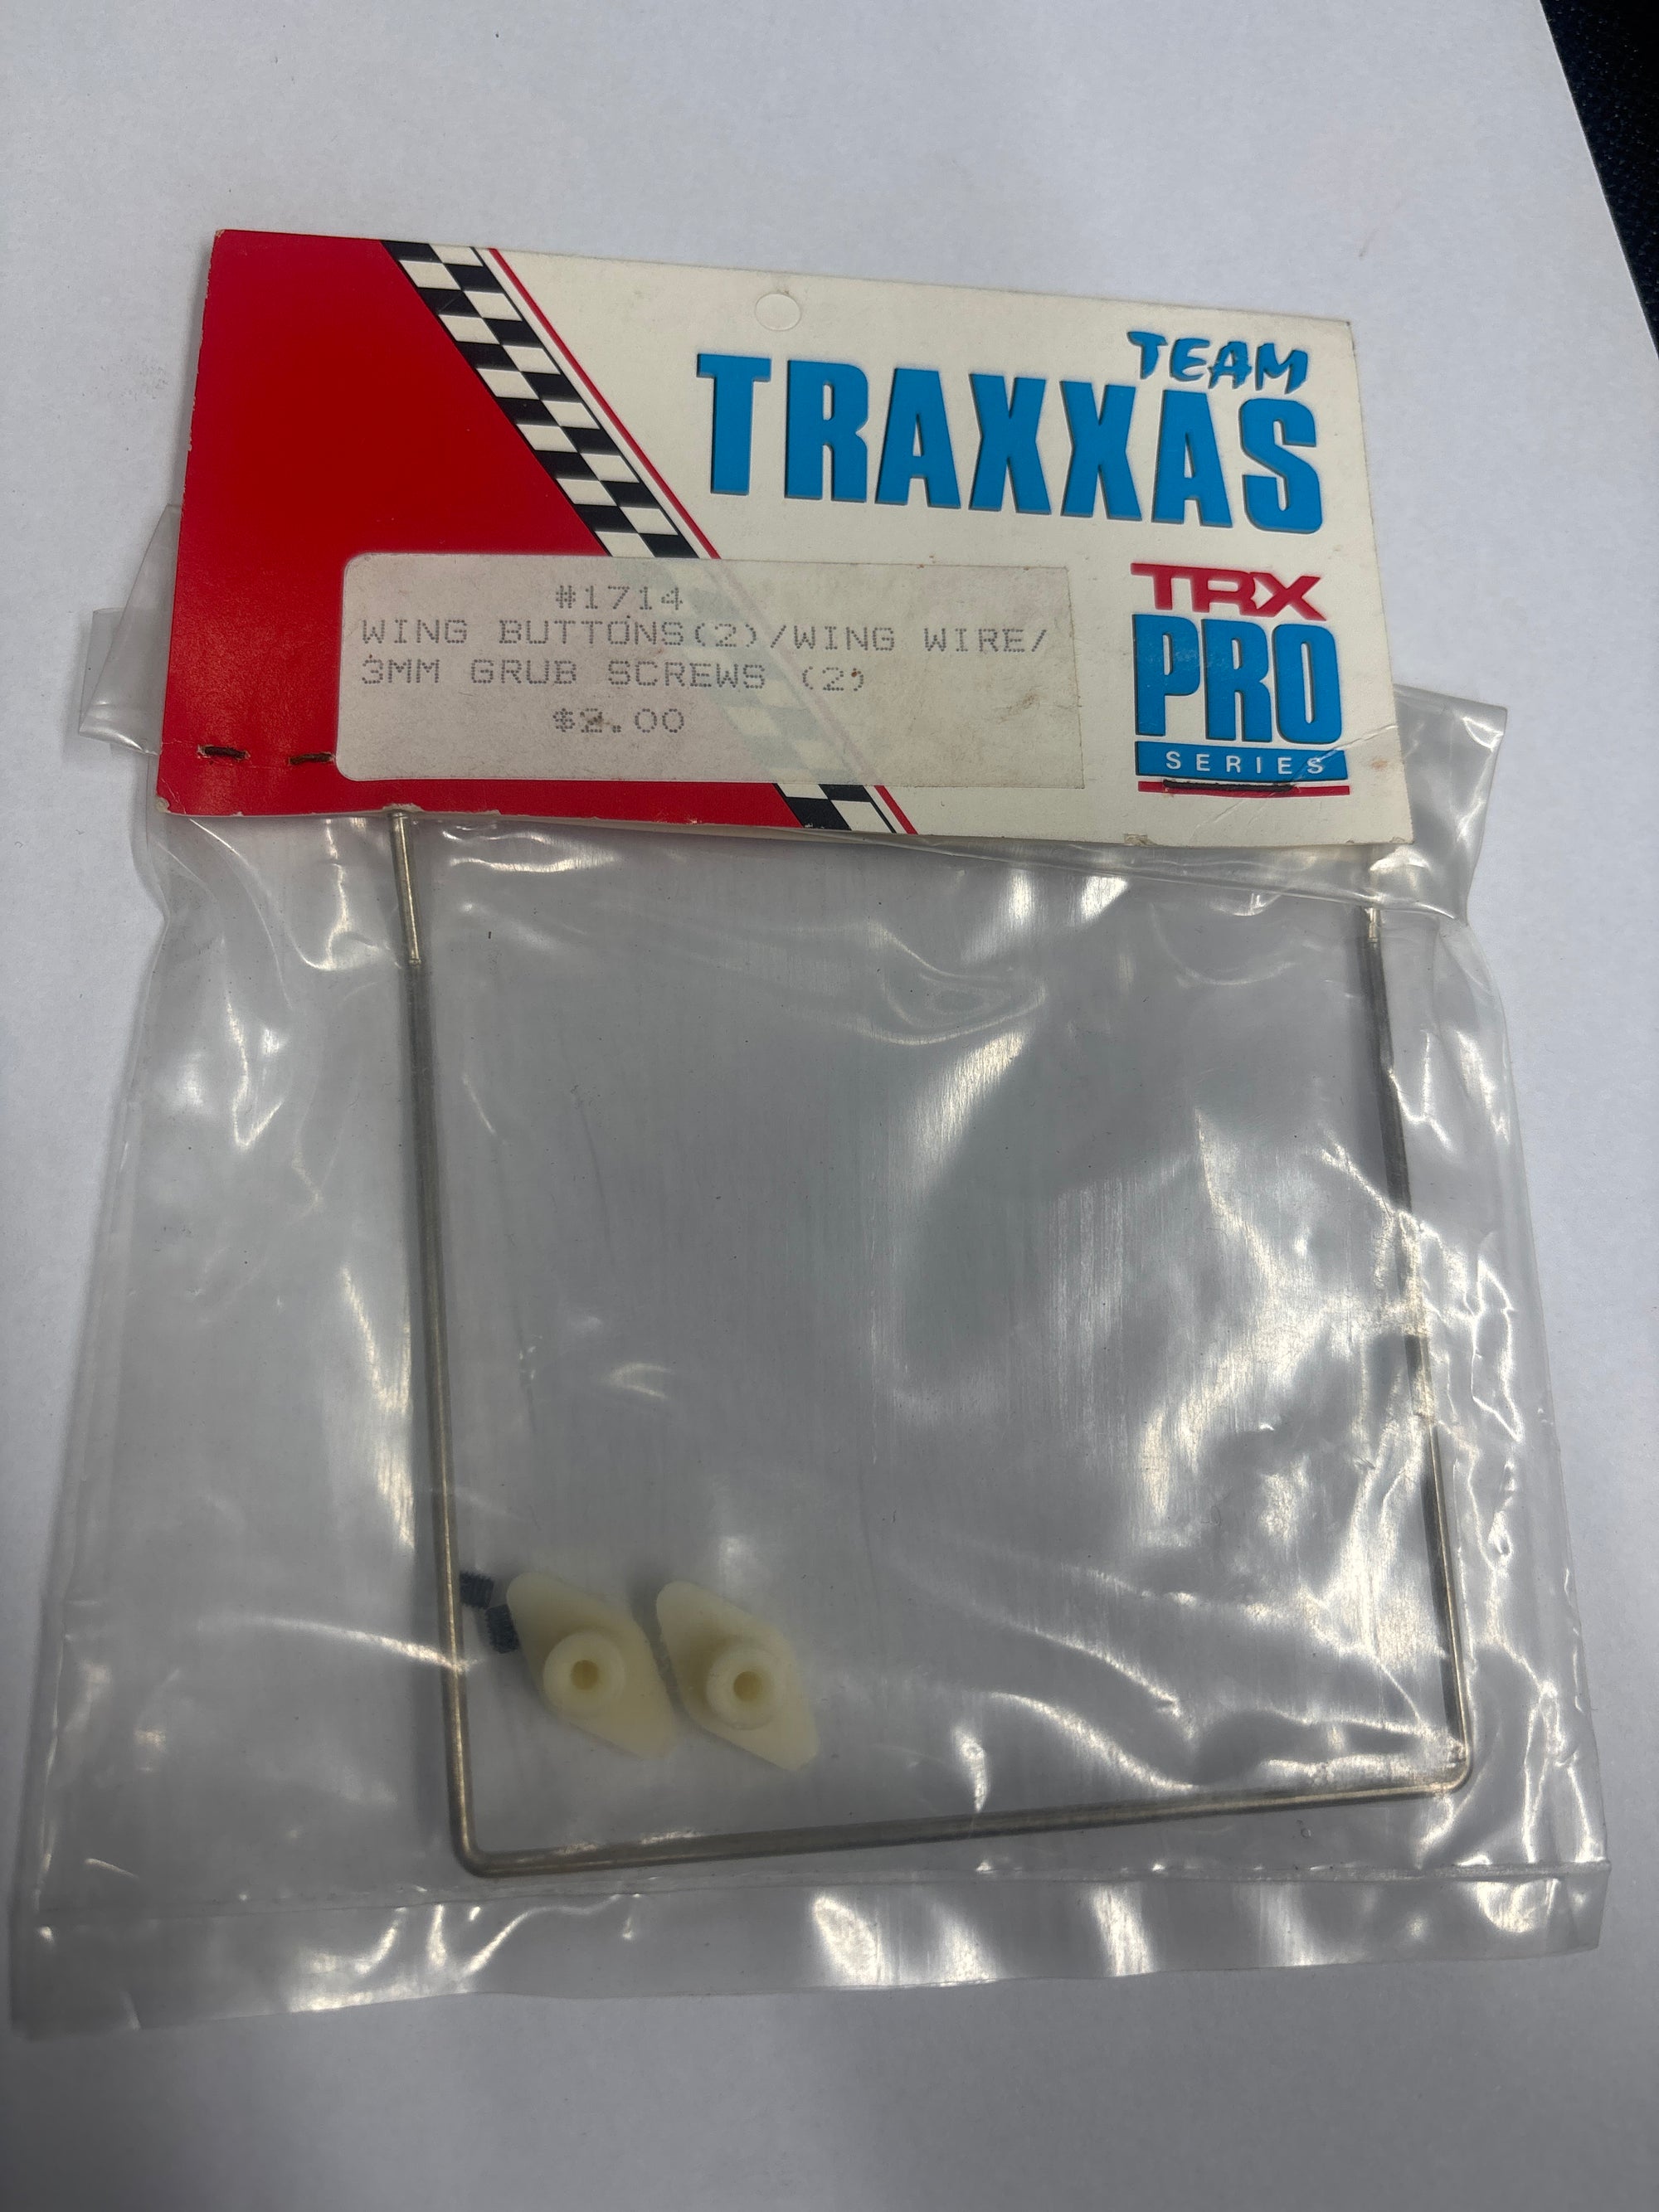 TEAM
TRAXXAS
TRX
PRO
SERIES
#1714
WING BUTTONS(2)/WING WIRE/
3MM GRUB SCREWS (2)